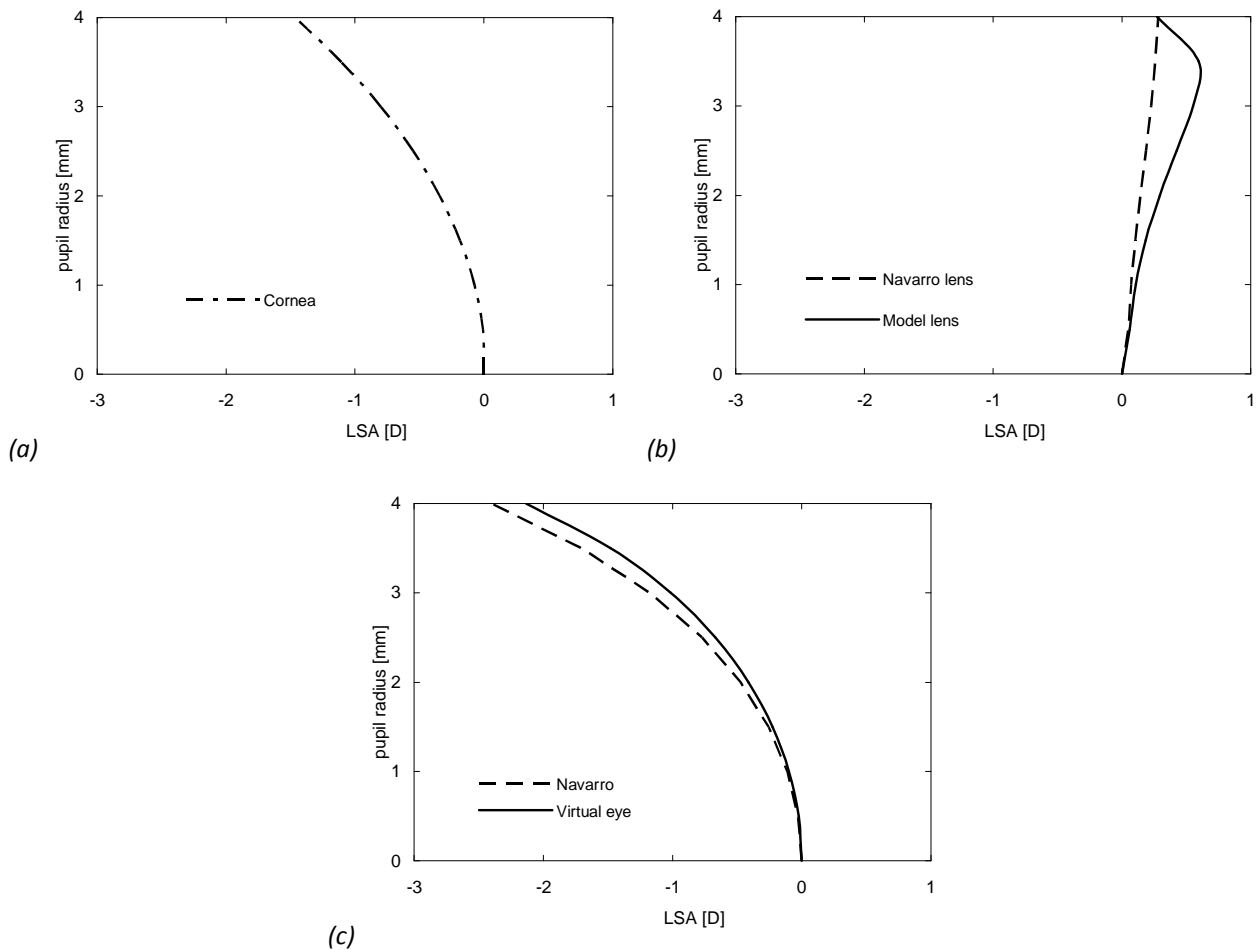 4
3
pupil radius [mm]
2
1
Cornea
0
-3 -2 -1 0 1
LSA [D]
(a)
4
3
pupil radius [mm]
2
1
Navarro lens
Model lens
0
-3 -2 -1 0 1
LSA [D]
(b)
4
3
pupil radius [mm]
2
1
Navarro
Virtual eye
0
-3 -2 -1 0 1
LSA [D]
(c)